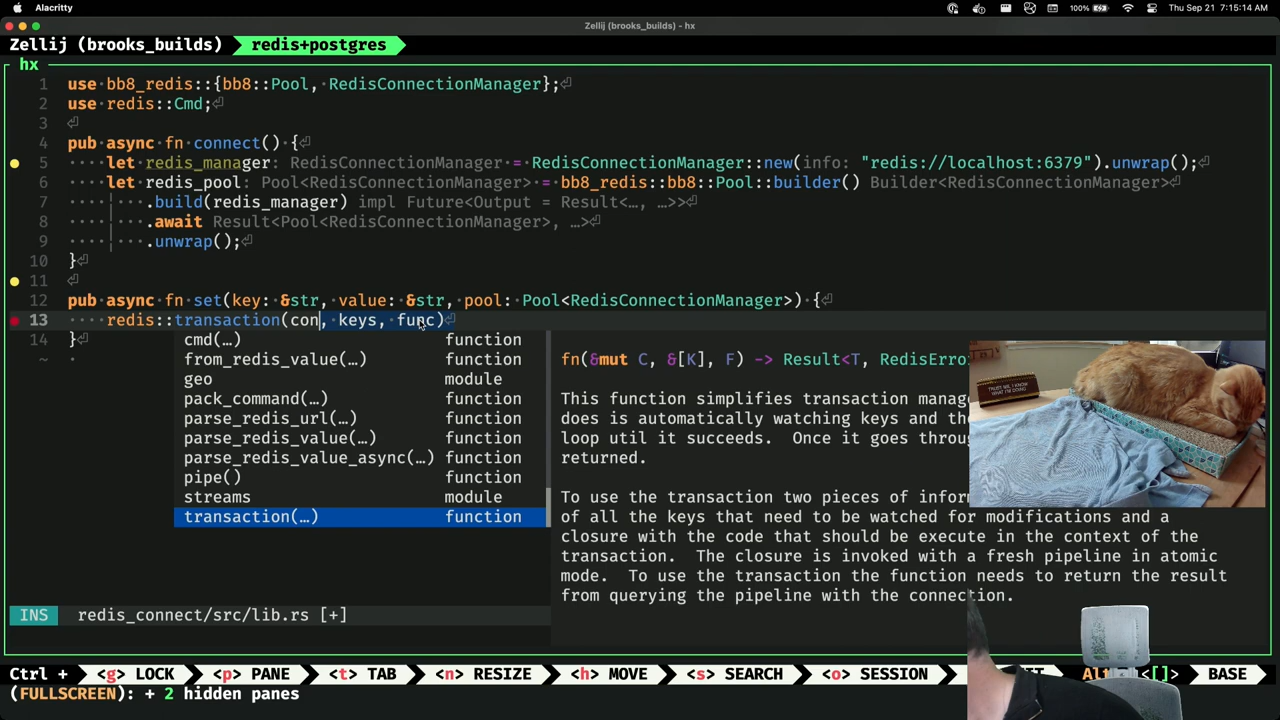 Alacritty
100%
Thu Sep 21 7:15:14 AM
Zellij (brooks_builds) - hx
Zellij (brooks_builds) redis+postgres
hx
1 use bb8_redis::{bb8::Pool, RedisConnectionManager};
2 use redis::Cmd;
3
4 pub async fn connect() {
5 let redis_manager: RedisConnectionManager = RedisConnectionManager::new(info: "redis://localhost:6379").unwrap();
6 let redis_pool: Pool<RedisConnectionManager> = bb8_redis::bb8::Pool::builder() Builder<RedisConnectionManager>
7 .build(redis_manager) impl Future<Output = Result<…, …>>
8 .await Result<Pool<RedisConnectionManager>, …>
9 .unwrap();
10 }
11
12 pub async fn set(key: &str, value: &str, pool: Pool<RedisConnectionManager>) {
13 redis::transaction(con, keys, func)
14 }
~
cmd(…) function
from_redis_value(…) function
geo module
pack_command(…) function
parse_redis_url(…) function
parse_redis_value(…) function
parse_redis_value_async(…) function
pipe() function
streams module
transaction(…) function
fn(&mut C, &[K], F) -> Result<T, RedisErro
This function simplifies transaction mana
does is automatically watching keys and th
loop util it succeeds. Once it goes throu
returned.
To use the transaction two pieces of infor
of all the keys that need to be watched for modifications and a
closure with the code that should be execute in the context of the
transaction. The closure is invoked with a fresh pipeline in atomic
mode. To use the transaction the function needs to return the result
from querying the pipeline with the connection.
TRUST ME, I KNOW
WHAT I'M DOING
INS redis_connect/src/lib.rs [+]
Ctrl + <g> LOCK <p> PANE <t> TAB <n> RESIZE <h> MOVE <s> SEARCH <o> SESSION Alt <[]> BASE
(FULLSCREEN): + 2 hidden panes